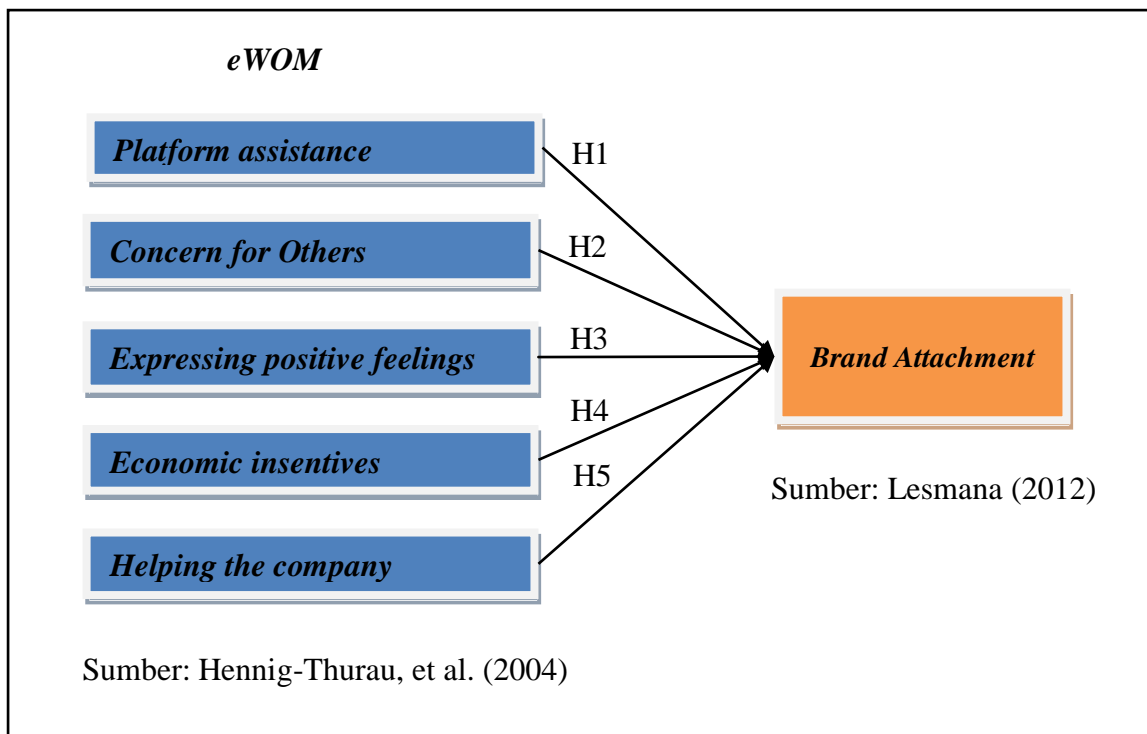 eWOM
Platform assistance
H1
Concern for Others
H2
Expressing positive feelings
H3
Brand Attachment
Economic insentives
H4
H5
Sumber: Lesmana (2012)
Helping the company
Sumber: Hennig-Thurau, et al. (2004)